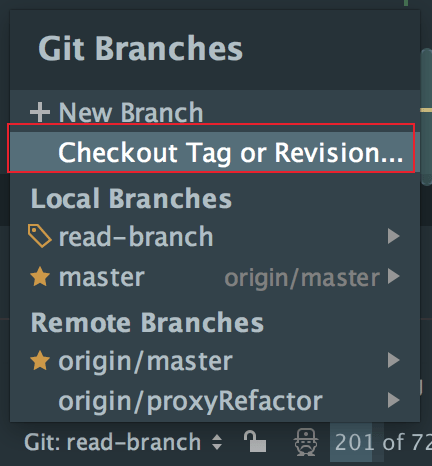 Git Branches
+ New Branch
Checkout Tag or Revision...
Local Branches
read-branch
master origin/master
Remote Branches
origin/master
origin/proxyRefactor
Git: read-branch 201 of 72